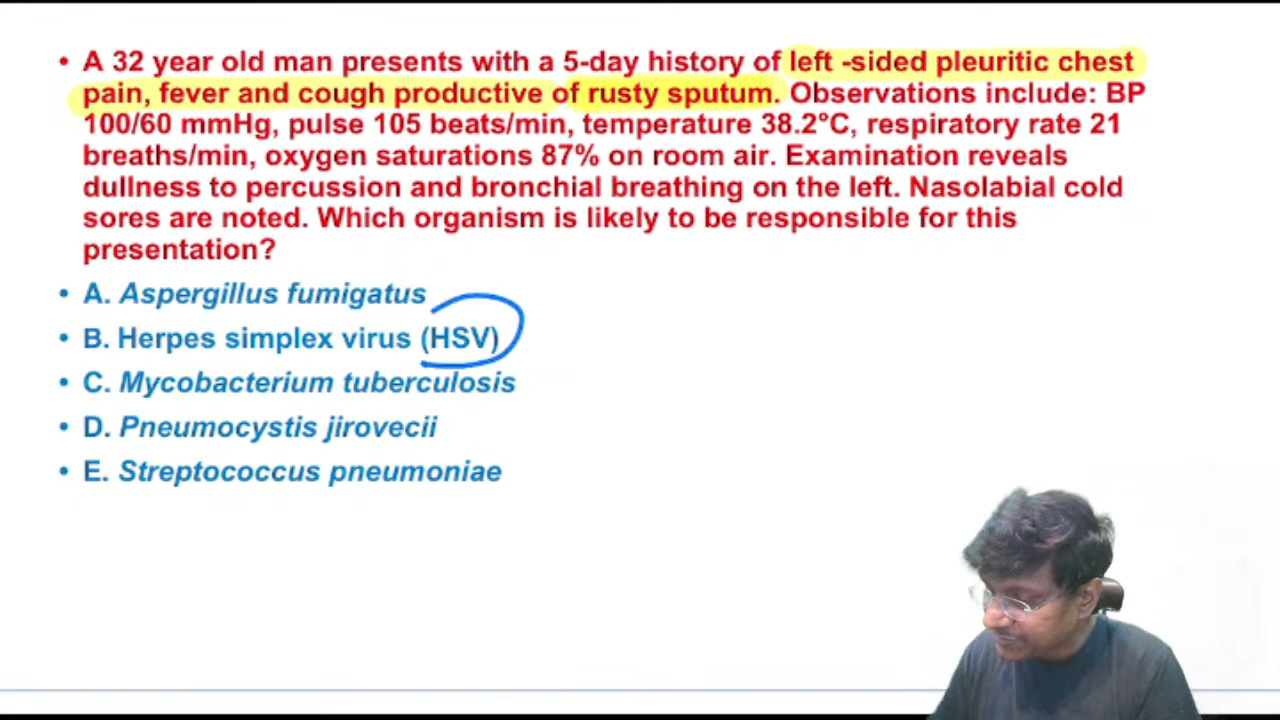 • A 32 year old man presents with a 5-day history of left -sided pleuritic chest
pain, fever and cough productive of rusty sputum. Observations include: BP
100/60 mmHg, pulse 105 beats/min, temperature 38.2°C, respiratory rate 21
breaths/min, oxygen saturations 87% on room air. Examination reveals
dullness to percussion and bronchial breathing on the left. Nasolabial cold
sores are noted. Which organism is likely to be responsible for this
presentation?
• A. Aspergillus fumigatus
• B. Herpes simplex virus (HSV)
• C. Mycobacterium tuberculosis
• D. Pneumocystis jirovecii
• E. Streptococcus pneumoniae